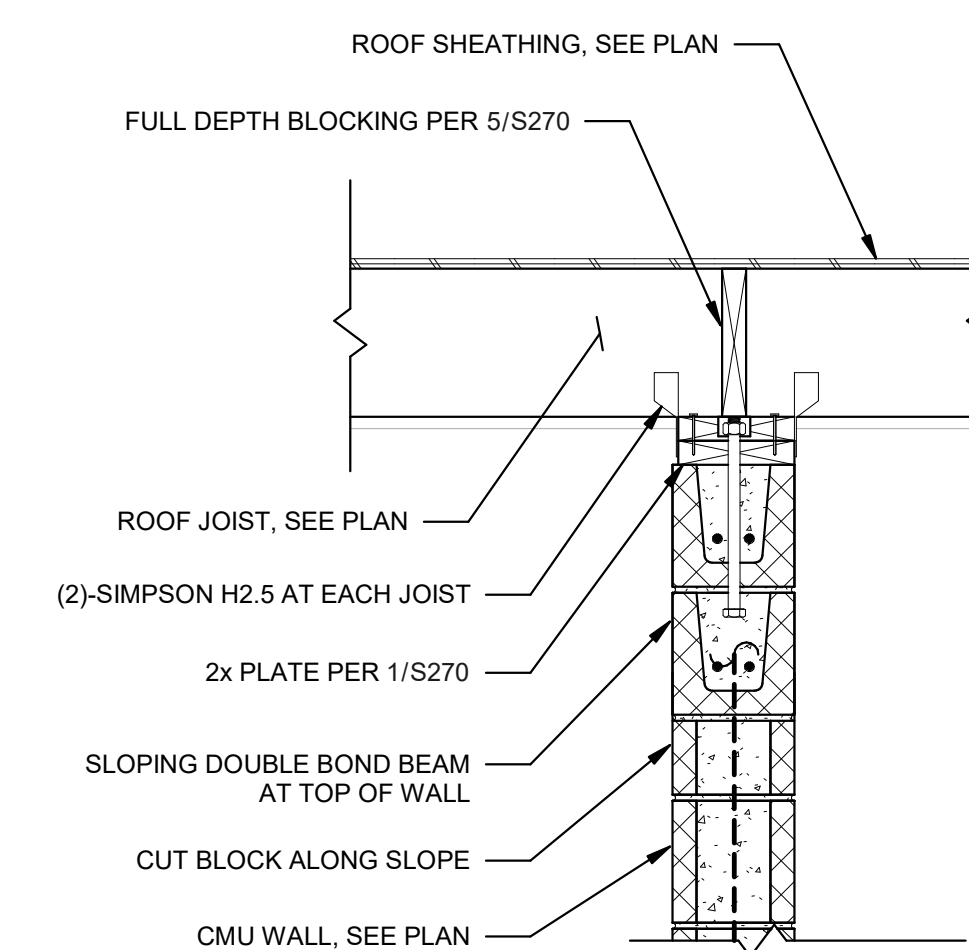 ROOF SHEATHING, SEE PLAN
FULL DEPTH BLOCKING PER 5/S270
ROOF JOIST, SEE PLAN
(2)-SIMPSON H2.5 AT EACH JOIST
2x PLATE PER 1/S270
SLOPING DOUBLE BOND BEAM
AT TOP OF WALL
CUT BLOCK ALONG SLOPE
CMU WALL, SEE PLAN